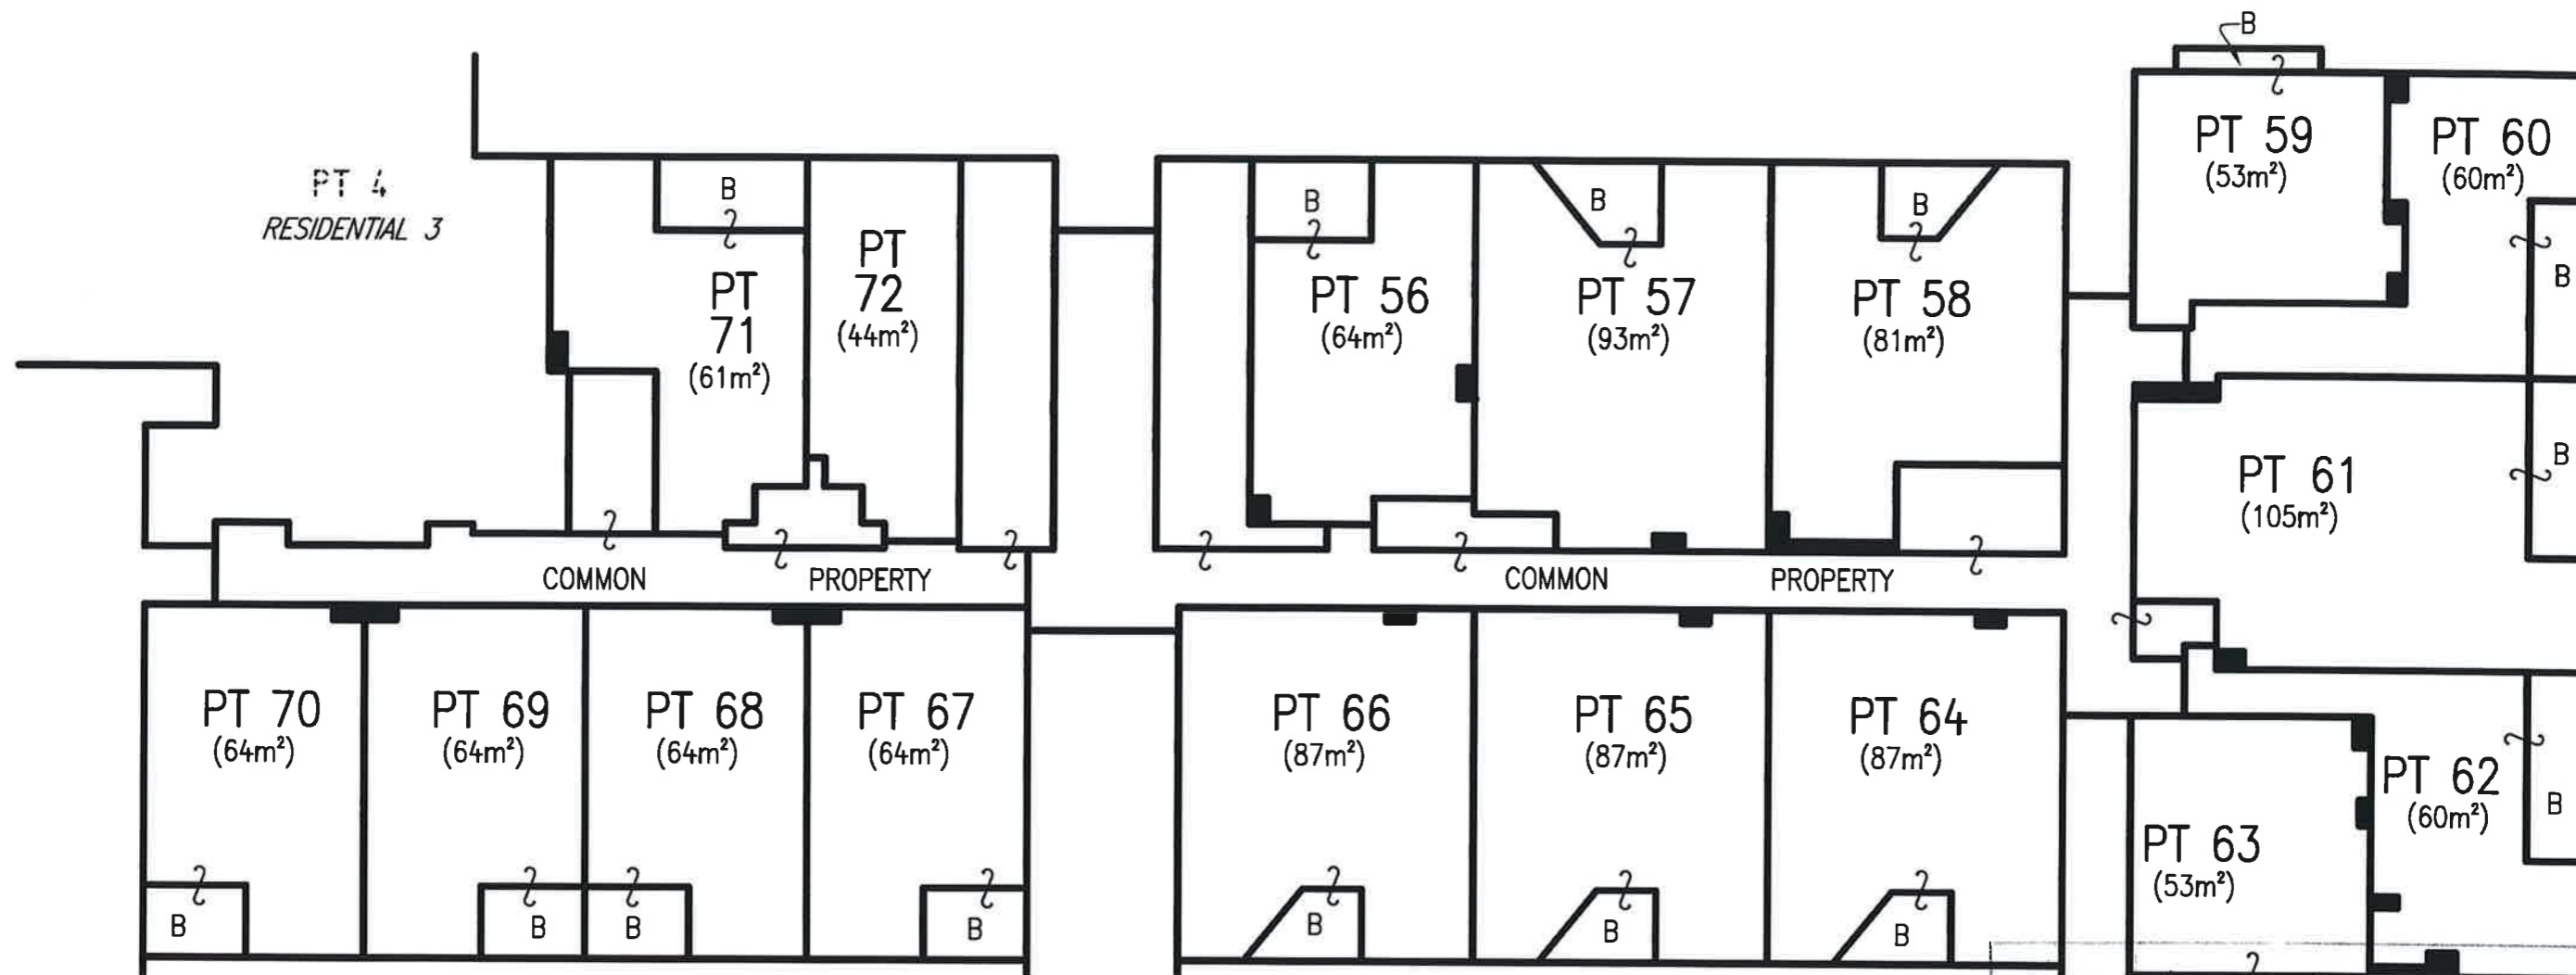 B
PT 59
(53m²)
PT 60
(60m²)
B
PT 4
RESIDENTIAL 3
B
PT
71
(61m²)
PT
72
(44m²)
B
PT 56
(64m²)
B
PT 57
(93m²)
B
PT 58
(81m²)
PT 61
(105m²)
B
COMMON PROPERTY
COMMON PROPERTY
PT 70
(64m²)
B
PT 69
(64m²)
B
PT 68
(64m²)
B
PT 67
(64m²)
B
PT 66
(87m²)
B
PT 65
(87m²)
B
PT 64
(87m²)
B
PT 63
(53m²)
PT 62
(60m²)
B